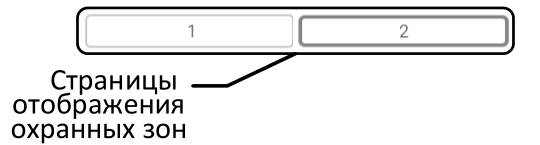 1 2
Страницы
отображения
охранных зон